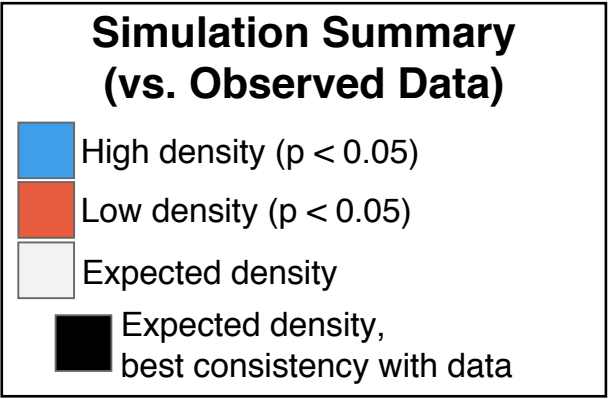 Simulation Summary
(vs. Observed Data)
High density (p < 0.05)
Low density (p < 0.05)
Expected density
Expected density,
best consistency with data